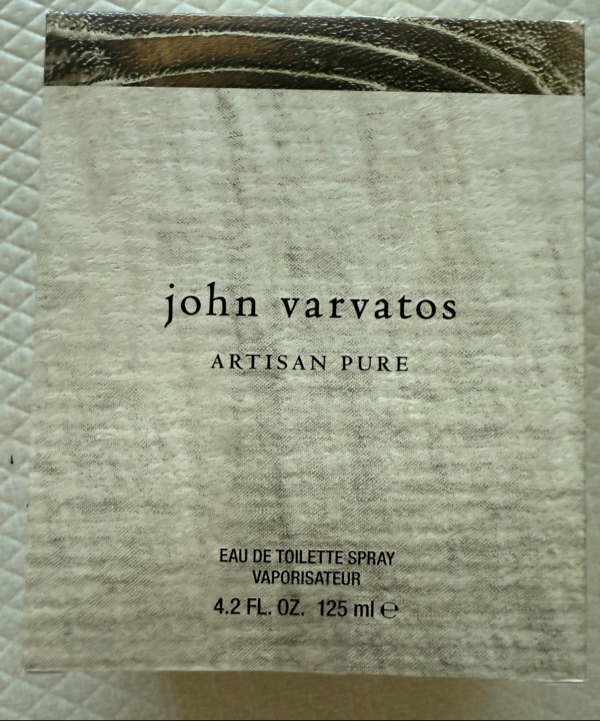 john varvatos
ARTISAN PURE
EAU DE TOILETTE SPRAY
VAPORISATEUR
4.2 FL. OZ. 125 ml ℮